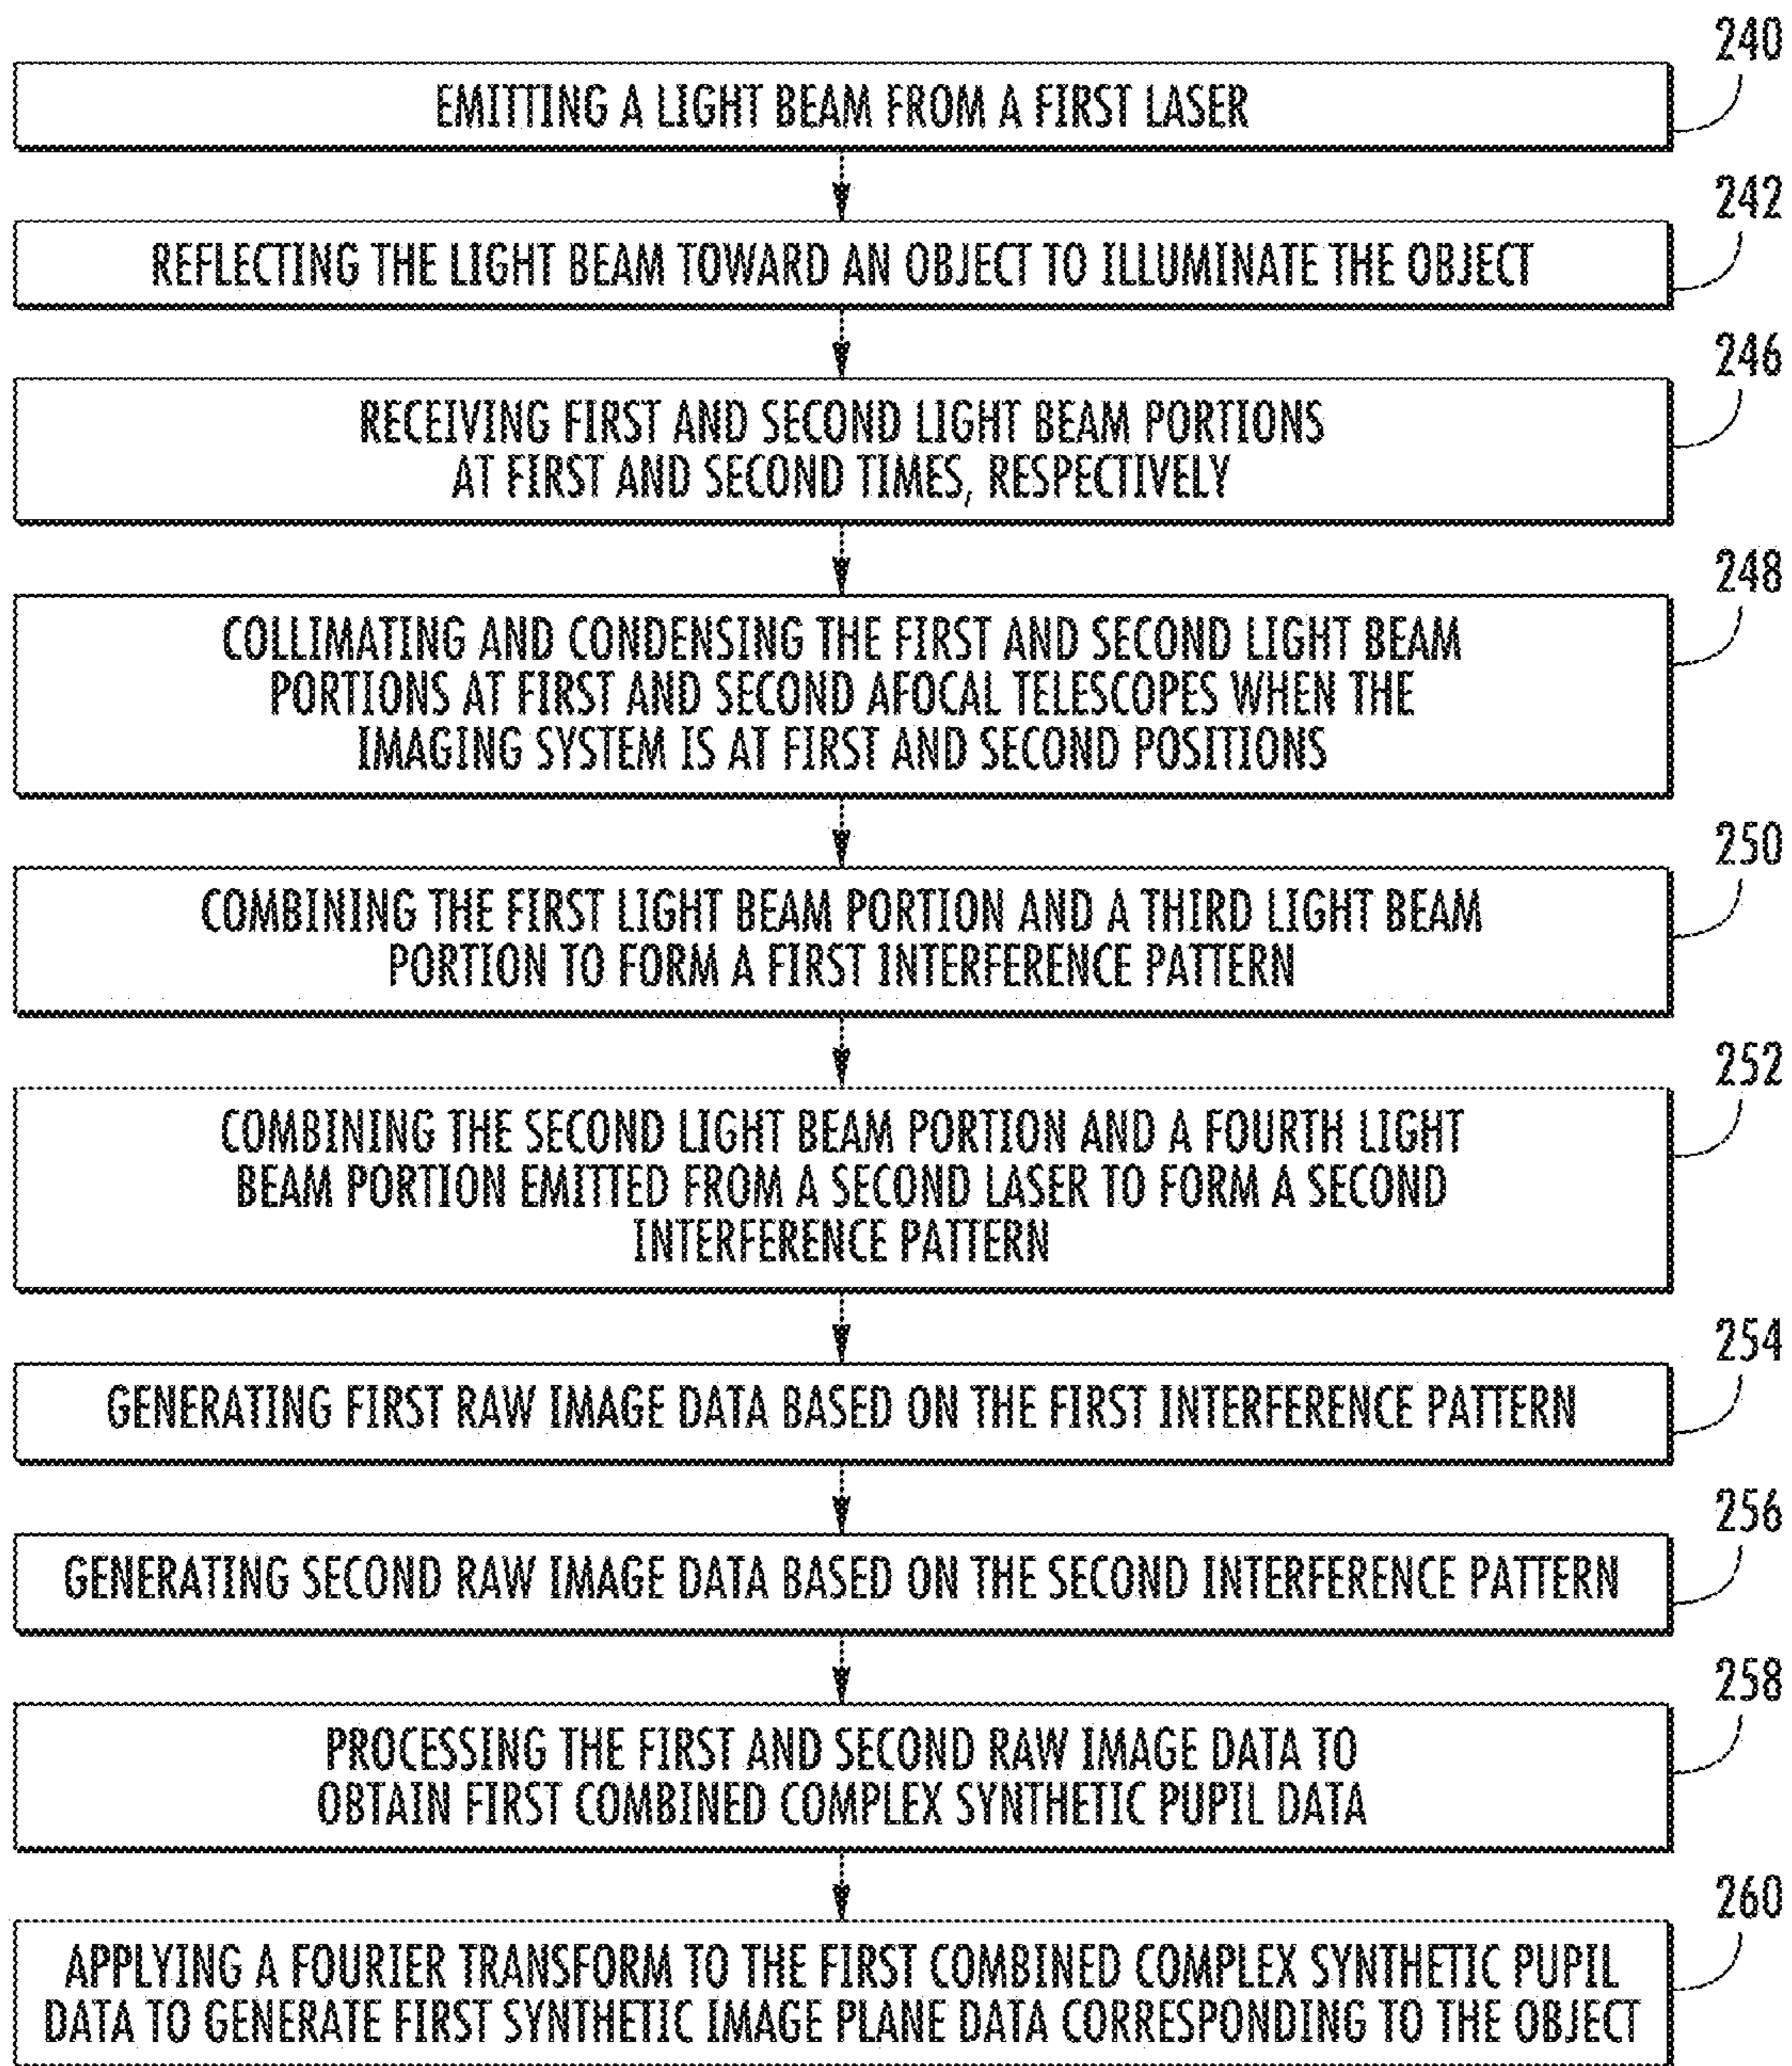 240
EMITTING A LIGHT BEAM FROM A FIRST LASER
242
REFLECTING THE LIGHT BEAM TOWARD AN OBJECT TO ILLUMINATE THE OBJECT
246
RECEIVING FIRST AND SECOND LIGHT BEAM PORTIONS
AT FIRST AND SECOND TIMES, RESPECTIVELY
248
COLLIMATING AND CONDENSING THE FIRST AND SECOND LIGHT BEAM
PORTIONS AT FIRST AND SECOND AFOCAL TELESCOPES WHEN THE
IMAGING SYSTEM IS AT FIRST AND SECOND POSITIONS
250
COMBINING THE FIRST LIGHT BEAM PORTION AND A THIRD LIGHT BEAM
PORTION TO FORM A FIRST INTERFERENCE PATTERN
252
COMBINING THE SECOND LIGHT BEAM PORTION AND A FOURTH LIGHT
BEAM PORTION EMITTED FROM A SECOND LASER TO FORM A SECOND
INTERFERENCE PATTERN
254
GENERATING FIRST RAW IMAGE DATA BASED ON THE FIRST INTERFERENCE PATTERN
256
GENERATING SECOND RAW IMAGE DATA BASED ON THE SECOND INTERFERENCE PATTERN
258
PROCESSING THE FIRST AND SECOND RAW IMAGE DATA TO
OBTAIN FIRST COMBINED COMPLEX SYNTHETIC PUPIL DATA
260
APPLYING A FOURIER TRANSFORM TO THE FIRST COMBINED COMPLEX SYNTHETIC PUPIL
DATA TO GENERATE FIRST SYNTHETIC IMAGE PLANE DATA CORRESPONDING TO THE OBJECT